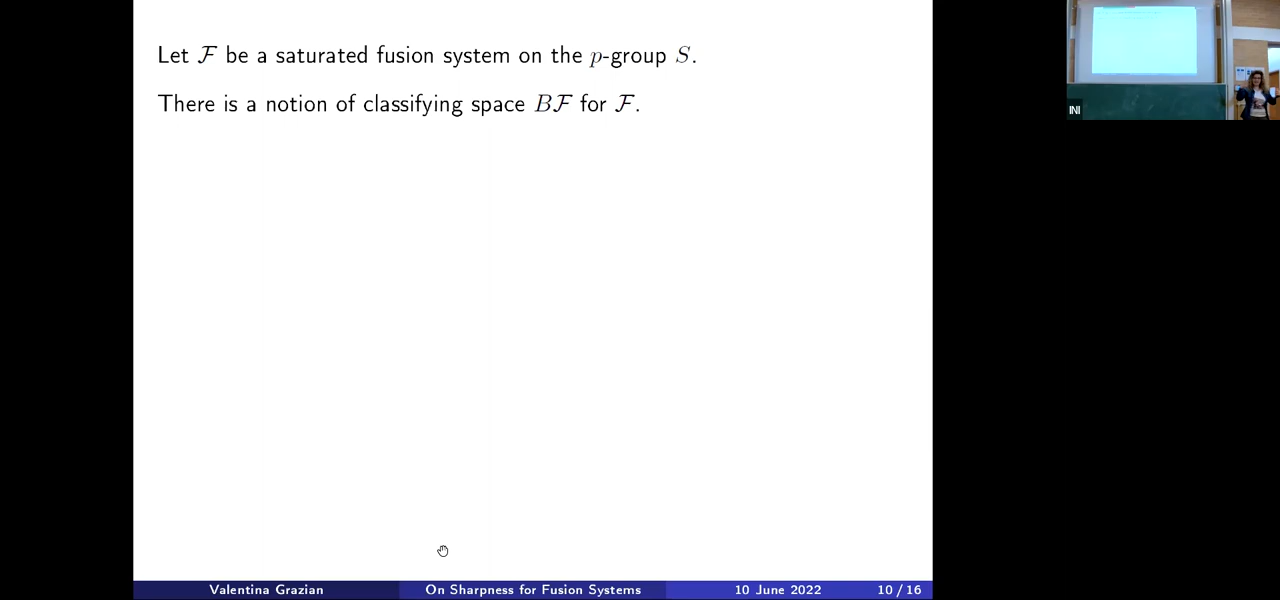 Let ℱ be a saturated fusion system on the p-group S.
There is a notion of classifying space Bℱ for ℱ.
INI
Valentina Grazian On Sharpness for Fusion Systems 10 June 2022 10 / 16